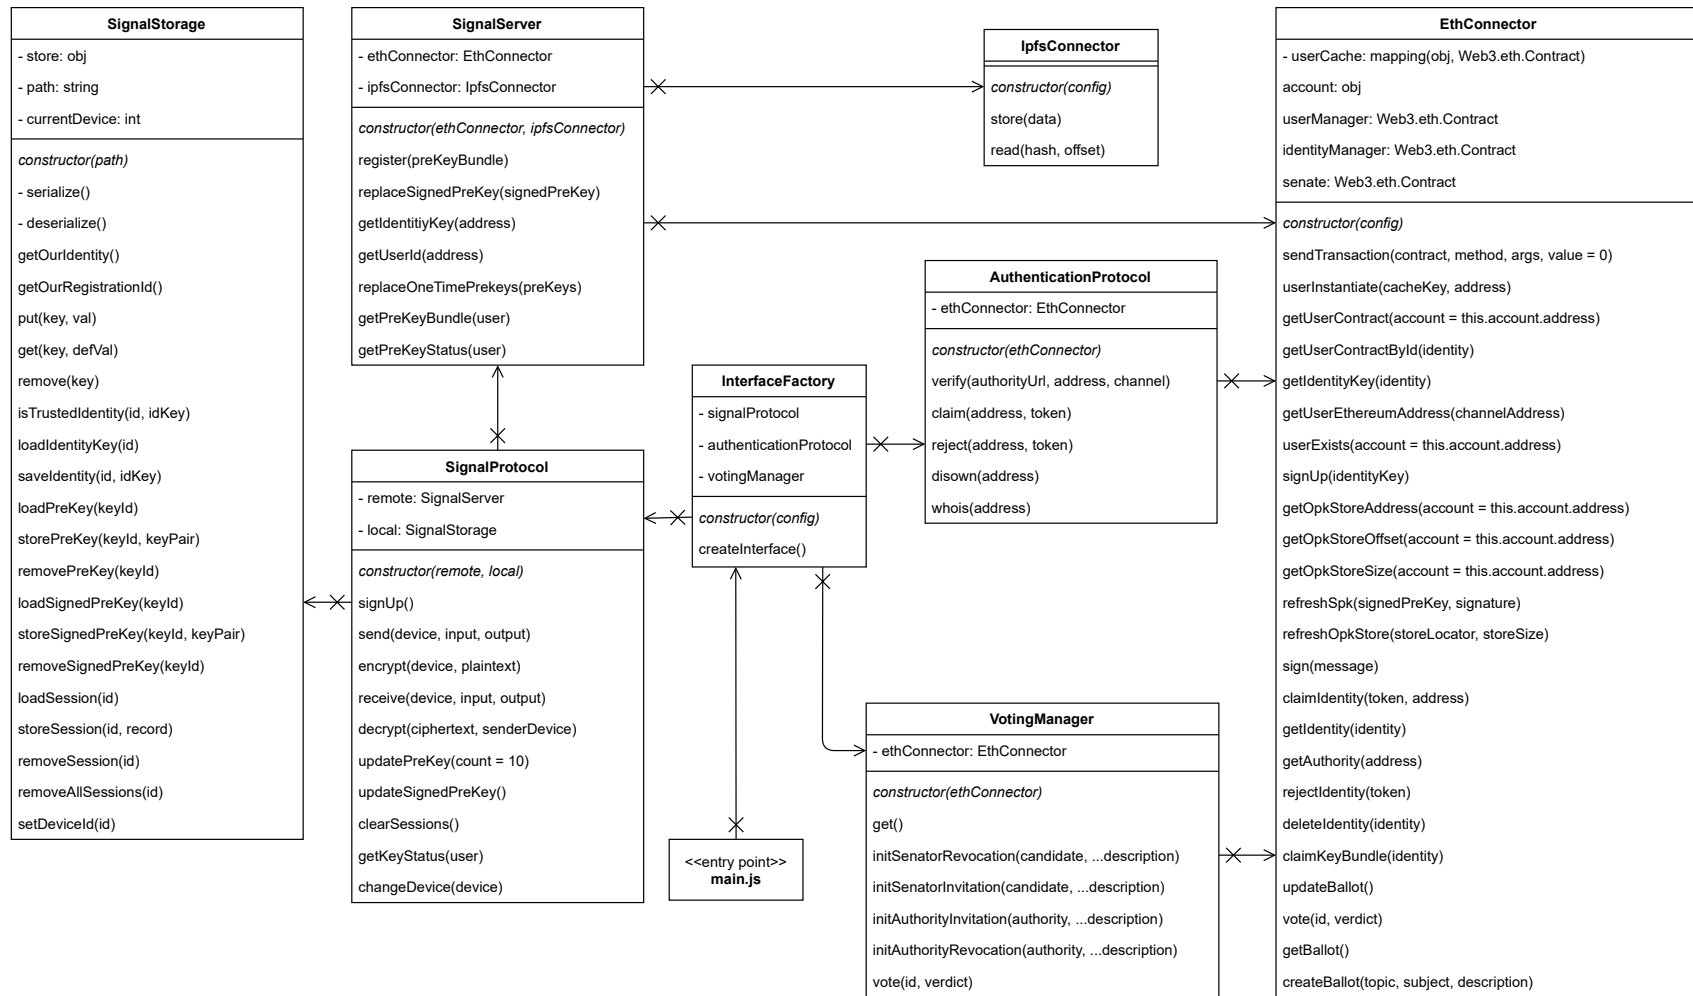 SignalStorage
- store: obj
- path: string
- currentDevice: int
constructor(path)
- serialize()
- deserialize()
getOurIdentity()
getOurRegistrationId()
put(key, val)
get(key, defVal)
remove(key)
isTrustedIdentity(id, idKey)
loadIdentityKey(id)
saveIdentity(id, idKey)
loadPreKey(keyId)
storePreKey(keyId, keyPair)
removePreKey(keyId)
loadSignedPreKey(keyId)
storeSignedPreKey(keyId, keyPair)
removeSignedPreKey(keyId)
loadSession(id)
storeSession(id, record)
removeSession(id)
removeAllSessions(id)
setDeviceId(id)
SignalServer
- ethConnector: EthConnector
- ipfsConnector: IpfsConnector
constructor(ethConnector, ipfsConnector)
register(preKeyBundle)
replaceSignedPreKey(signedPreKey)
getIdentitiyKey(address)
getUserId(address)
replaceOneTimePrekeys(preKeys)
getPreKeyBundle(user)
getPreKeyStatus(user)
SignalProtocol
- remote: SignalServer
- local: SignalStorage
constructor(remote, local)
signUp()
send(device, input, output)
encrypt(device, plaintext)
receive(device, input, output)
decrypt(ciphertext, senderDevice)
updatePreKey(count = 10)
updateSignedPreKey()
clearSessions()
getKeyStatus(user)
changeDevice(device)
IpfsConnector
constructor(config)
store(data)
read(hash, offset)
InterfaceFactory
- signalProtocol
- authenticationProtocol
- votingManager
constructor(config)
createInterface()
<<entry point>>
main.js
AuthenticationProtocol
- ethConnector: EthConnector
constructor(ethConnector)
verify(authorityUrl, address, channel)
claim(address, token)
reject(address, token)
disown(address)
whois(address)
VotingManager
- ethConnector: EthConnector
constructor(ethConnector)
get()
initSenatorRevocation(candidate, ...description)
initSenatorInvitation(candidate, ...description)
initAuthorityInvitation(authority, ...description)
initAuthorityRevocation(authority, ...description)
vote(id, verdict)
EthConnector
- userCache: mapping(obj, Web3.eth.Contract)
account: obj
userManager: Web3.eth.Contract
identityManager: Web3.eth.Contract
senate: Web3.eth.Contract
constructor(config)
sendTransaction(contract, method, args, value = 0)
userInstantiate(cacheKey, address)
getUserContract(account = this.account.address)
getUserContractById(identity)
getIdentityKey(identity)
getUserEthereumAddress(channelAddress)
userExists(account = this.account.address)
signUp(identityKey)
getOpkStoreAddress(account = this.account.address)
getOpkStoreOffset(account = this.account.address)
getOpkStoreSize(account = this.account.address)
refreshSpk(signedPreKey, signature)
refreshOpkStore(storeLocator, storeSize)
sign(message)
claimIdentity(token, address)
getIdentity(identity)
getAuthority(address)
rejectIdentity(token)
deleteIdentity(identity)
claimKeyBundle(identity)
updateBallot()
vote(id, verdict)
getBallot()
createBallot(topic, subject, description)